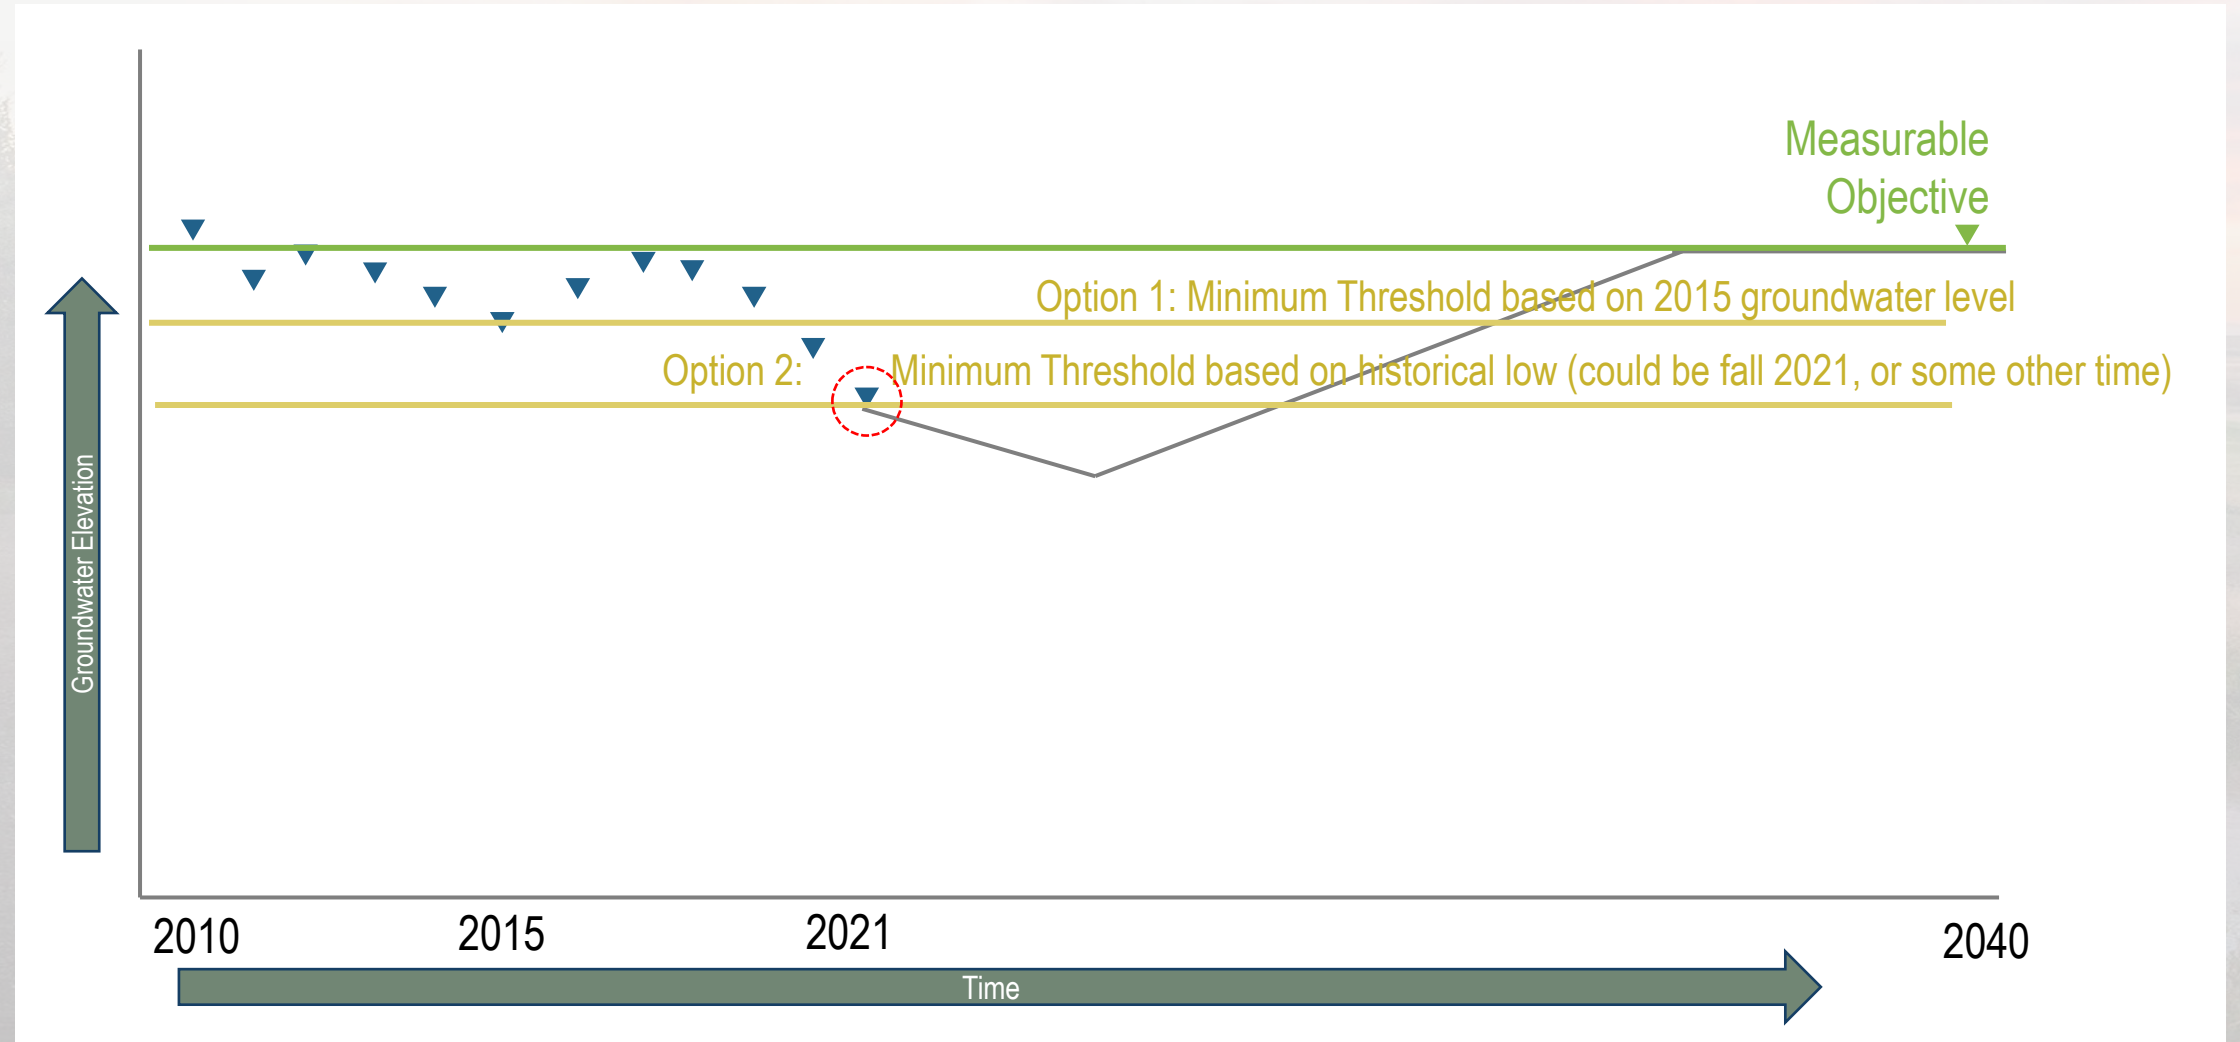 Measurable
Objective
Option 1: Minimum Threshold based on 2015 groundwater level
Option 2: Minimum Threshold based on historical low (could be fall 2021, or some other time)
Groundwater Elevation
2010 2015 2021 2040
Time